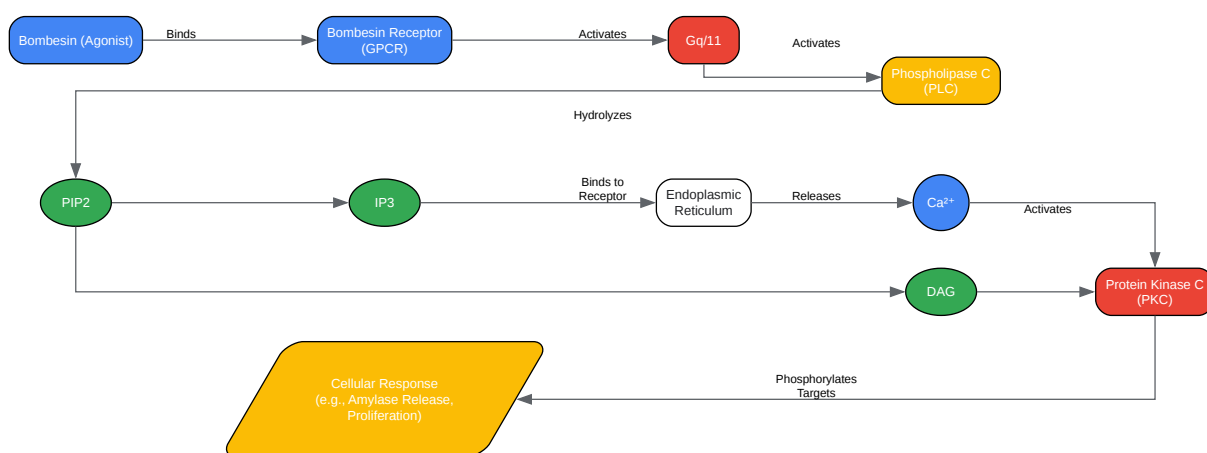 Bombesin (Agonist)
Binds
Bombesin Receptor
(GPCR)
Activates
Gq/11
Activates
Phospholipase C
(PLC)
Hydrolyzes
PIP2
IP3
Binds to
Receptor
Endoplasmic
Reticulum
Releases
Ca²⁺
Activates
DAG
Protein Kinase C
(PKC)
Phosphorylates
Targets
Cellular Response
(e.g., Amylase Release,
Proliferation)